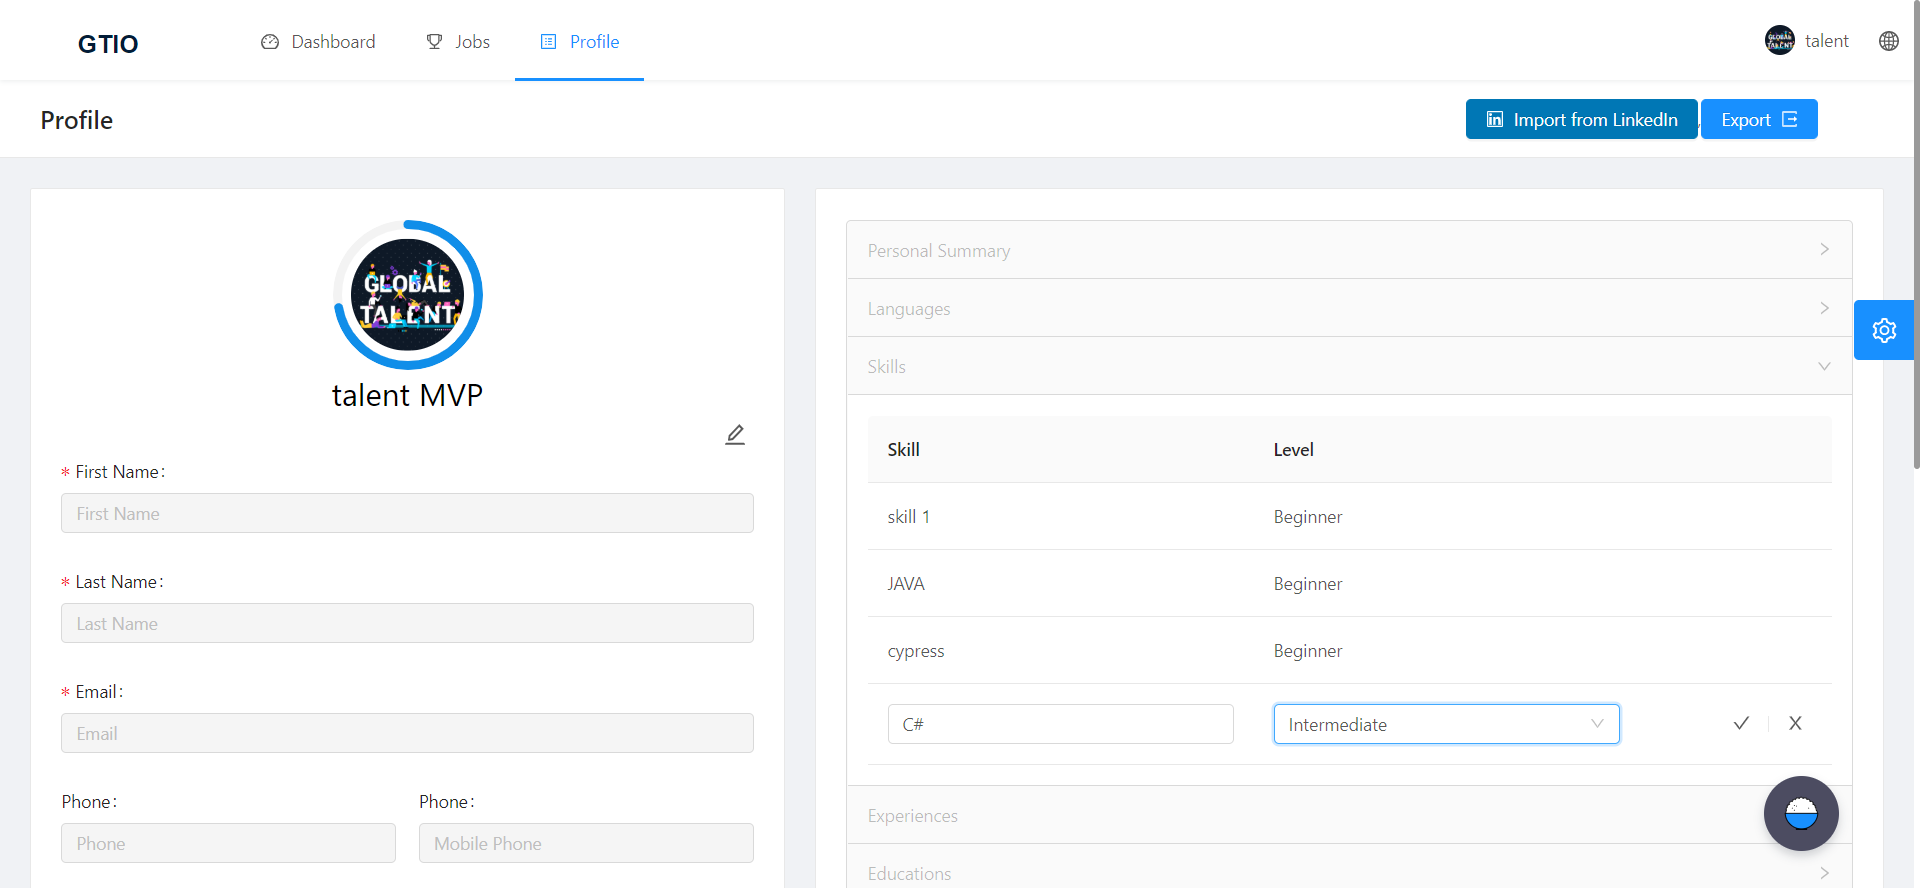 GTIO
Dashboard
Jobs
Profile
GLOBAL TALENT
talent
Profile
Import from LinkedIn
Export
GLOBAL
TALENT
talent MVP
* First Name:
First Name
* Last Name:
Last Name
* Email:
Email
Phone: Phone:
Phone Mobile Phone
Personal Summary
Languages
Skills
Skill Level
skill 1 Beginner
JAVA Beginner
cypress Beginner
C# Intermediate
Experiences
Educations